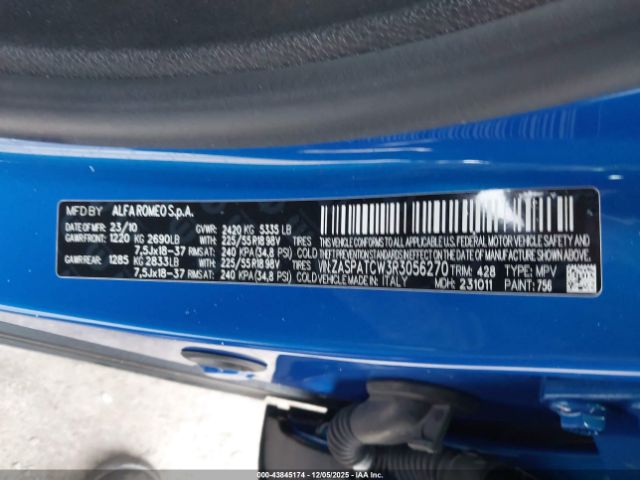 MFD BY ALFA ROMEO S.p.A.
DATE OF MFR: 23/10 GVWR: 2420 KG 5335 LB
GAWR FRONT: 1220 KG 2690LB WITH: 225/55R18 98V TIRES
7,5Jx18-37 RIMS AT: 240 KPA (34,8 PSI) COLD
GAWR REAR: 1285 KG 2833LB WITH: 225/55R18 98V TIRES
7,5Jx18-37 RIMS AT: 240 KPA (34,8 PSI) COLD
THIS VEHICLE CONFORMS TO ALL APPLICABLE U.S.A. FEDERAL MOTOR VEHICLE
SAFETY STANDARDS IN EFFECT ON THE DATE OF MANUFACTURE SHOWN ABOVE.
VIN: ZASPATCW3R3056270 TRIM: 428 TYPE: MPV
VEHICLE MADE IN: ITALY MDH: 231011 PAINT: 756
000-43845174 - 12/05/2025 - www.iaai.com - Copyright IAA, LLC